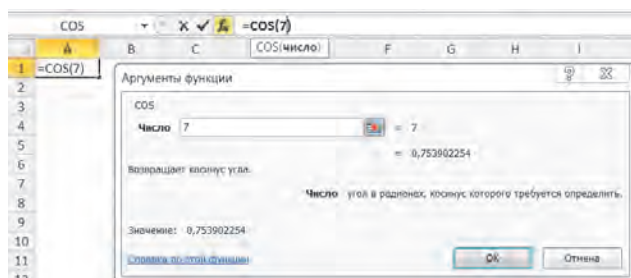 COS =COS(7)
COS(число)
A B C F G H I
1 =COS(7)
2
3
4
5
6
7
8
9
10
11
Аргументы функции
COS
Число 7 = 7
= 0,753902254
Возвращает косинус угла.
Число угол в радианах, косинус которого требуется определить.
Значение: 0,753902254
Справка по этой функции
ОК Отмена